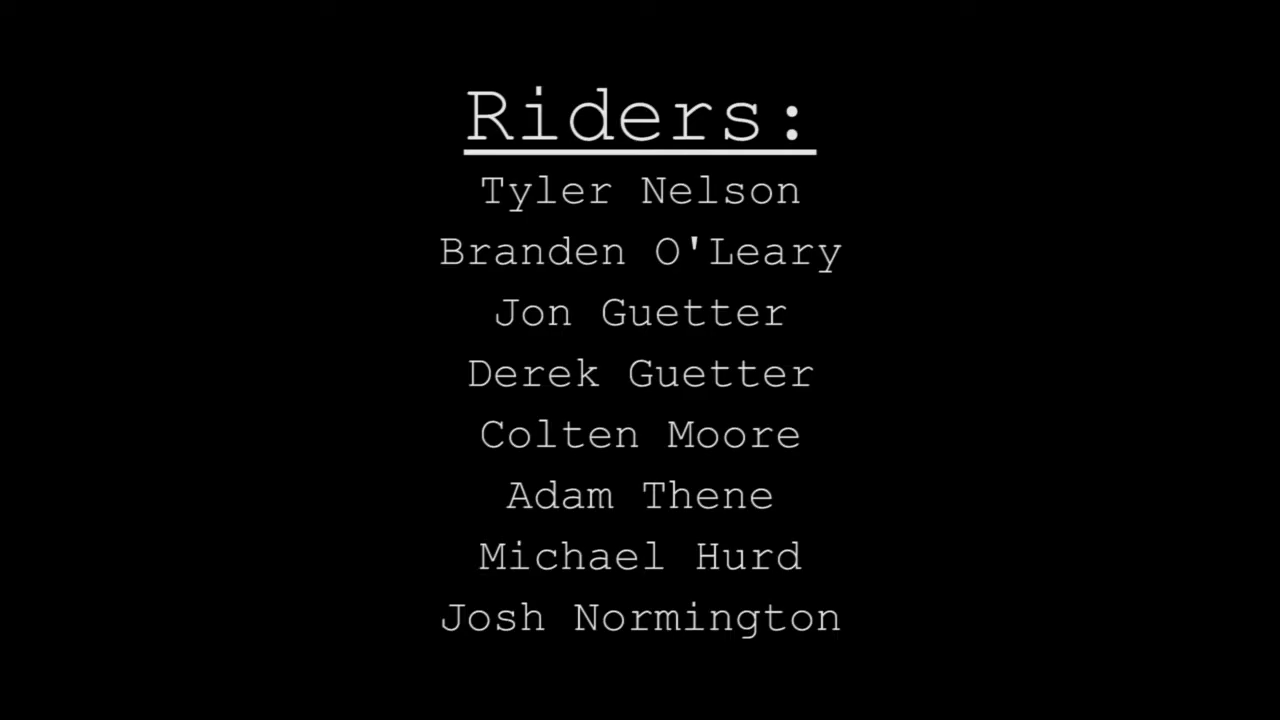 Riders:
Tyler Nelson
Branden O'Leary
Jon Guetter
Derek Guetter
Colten Moore
Adam Thene
Michael Hurd
Josh Normington